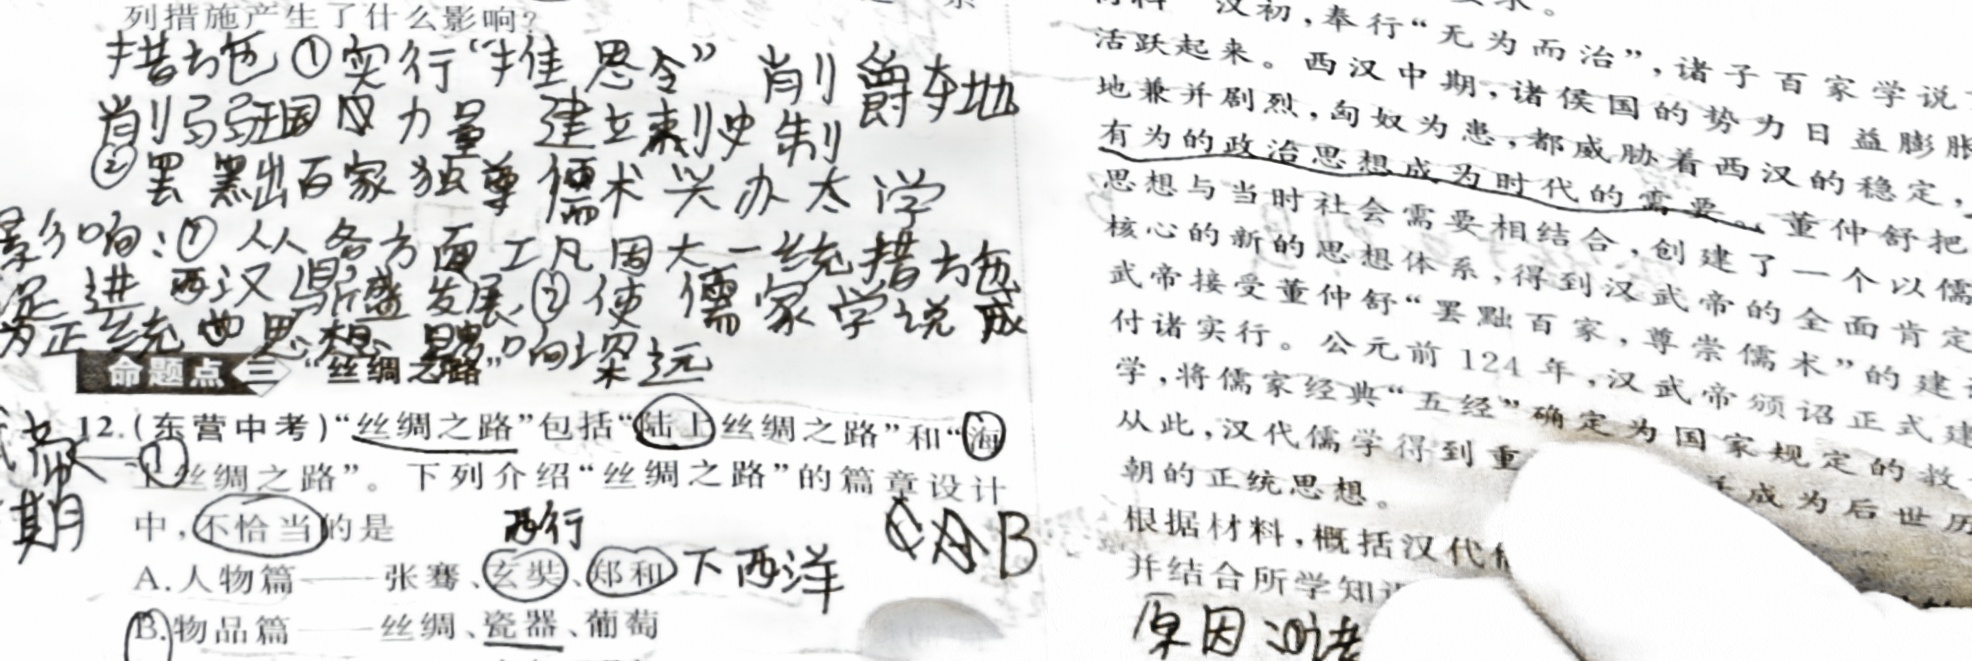 列措施产生了什么影响?
措施①实行“推恩令” 削爵夺地
削弱王国 力量 建立刺史制
②罢黜百家 独尊儒术 兴办太学
影响:① 从各方面 巩固大一统 措施
促进西汉鼎盛发展 ②使儒家学说成
为正统 思想 影响深远
命题点三 “丝绸之路”
12.(东营中考)“丝绸之路”包括“陆上丝绸之路”和“海
上丝绸之路”。下列介绍“丝绸之路”的篇章设计
中,不恰当的是
西行
B
A.人物篇——张骞、玄奘、郑和 下西洋
B.物品篇——丝绸、瓷器、葡萄
帝
期
汉初,奉行“无为而治”,诸子百家学说
活跃起来。西汉中期,诸侯国的势力日益膨胀
地兼并剧烈,匈奴为患,都威胁着西汉的稳定,
有为的政治思想成为时代的需要。董仲舒把
思想与当时社会需要相结合,创建了一个以儒
核心的新的思想体系,得到汉武帝的全面肯定
武帝接受董仲舒“罢黜百家,尊崇儒术”的建
付诸实行。公元前124年,汉武帝颁诏正式建
学,将儒家经典“五经”确定为国家规定的教
从此,汉代儒学得到重 成为后世历
朝的正统思想。
根据材料,概括汉代
并结合所学知
原因: